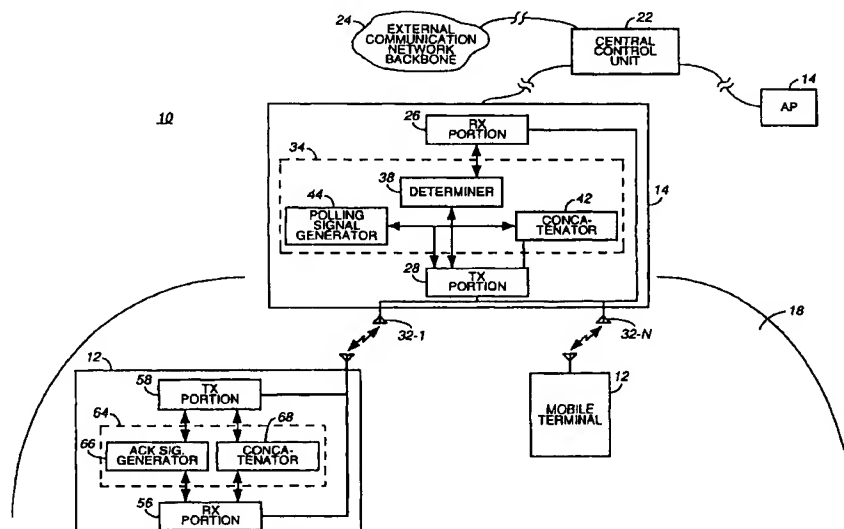 24
EXTERNAL
COMMUNICATION
NETWORK
BACKBONE
22
CENTRAL
CONTROL
UNIT
14
AP
10
26
RX
PORTION
34
38
DETERMINER
44
POLLING
SIGNAL
GENERATOR
42
CONCA-
TENATOR
14
28
TX
PORTION
18
32-1
32-N
12
58
TX
PORTION
64
68
66
ACK SIG.
GENERATOR
CONCA-
TENATOR
56
RX
PORTION
12
MOBILE
TERMINAL